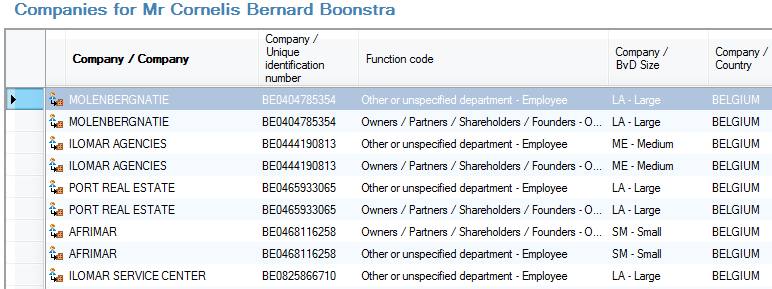 Companies for Mr Cornelis Bernard Boonstra
Company / Company Company / Unique identification number Function code Company / BvD Size Company / Country
MOLENBERGNATIE BE0404785354 Other or unspecified department - Employee LA - Large BELGIUM
MOLENBERGNATIE BE0404785354 Owners / Partners / Shareholders / Founders - O... LA - Large BELGIUM
ILOMAR AGENCIES BE0444190813 Other or unspecified department - Employee ME - Medium BELGIUM
ILOMAR AGENCIES BE0444190813 Owners / Partners / Shareholders / Founders - O... ME - Medium BELGIUM
PORT REAL ESTATE BE0465933065 Other or unspecified department - Employee LA - Large BELGIUM
PORT REAL ESTATE BE0465933065 Owners / Partners / Shareholders / Founders - O... LA - Large BELGIUM
AFRIMAR BE0468116258 Owners / Partners / Shareholders / Founders - O... SM - Small BELGIUM
AFRIMAR BE0468116258 Other or unspecified department - Employee SM - Small BELGIUM
ILOMAR SERVICE CENTER BE0825866710 Other or unspecified department - Employee LA - Large BELGIUM